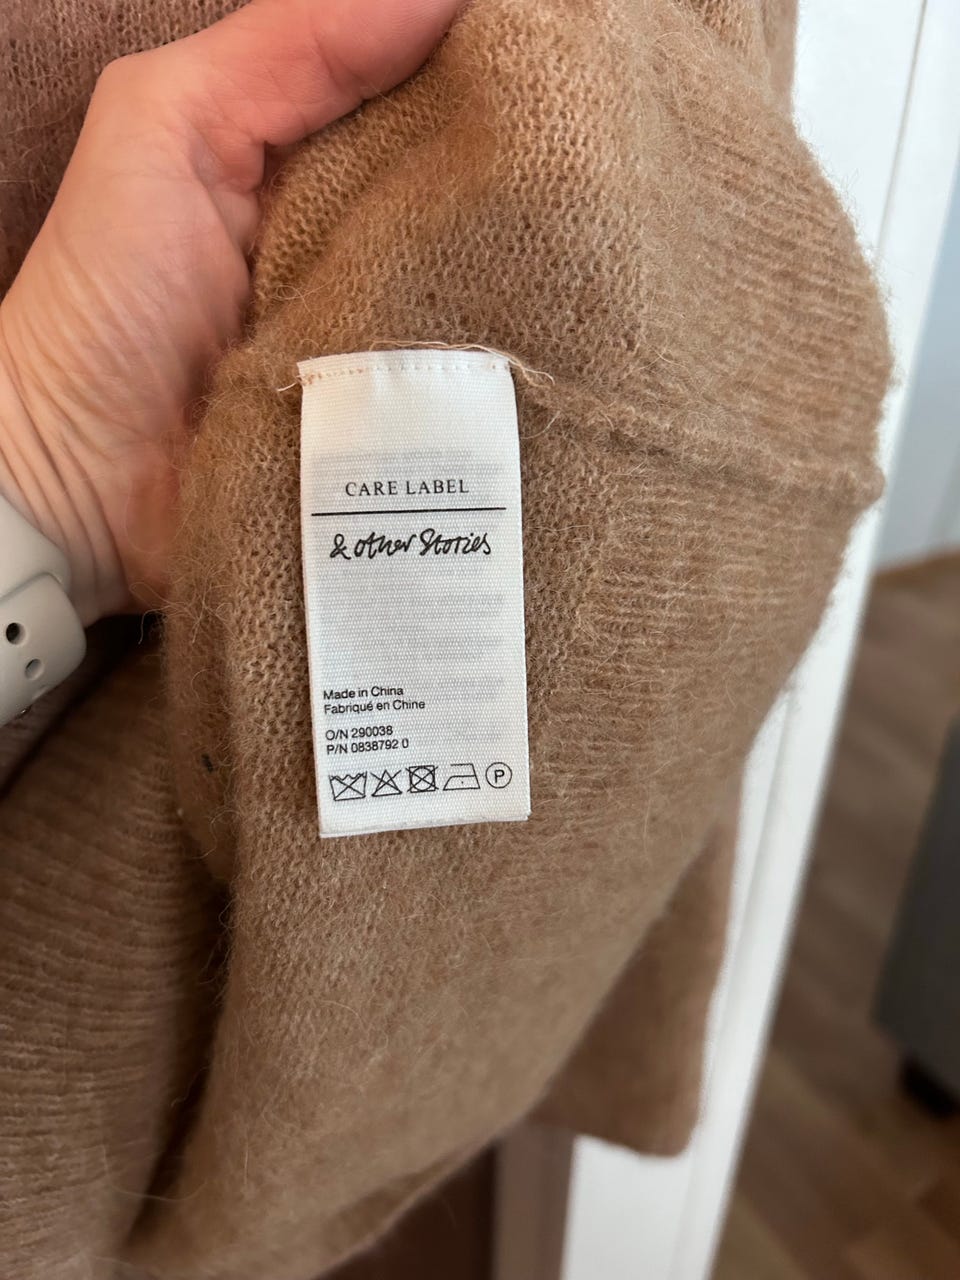 CARE LABEL
& other Stories
Made in China
Fabriqué en Chine
O/N 290038
P/N 0838792 0
P